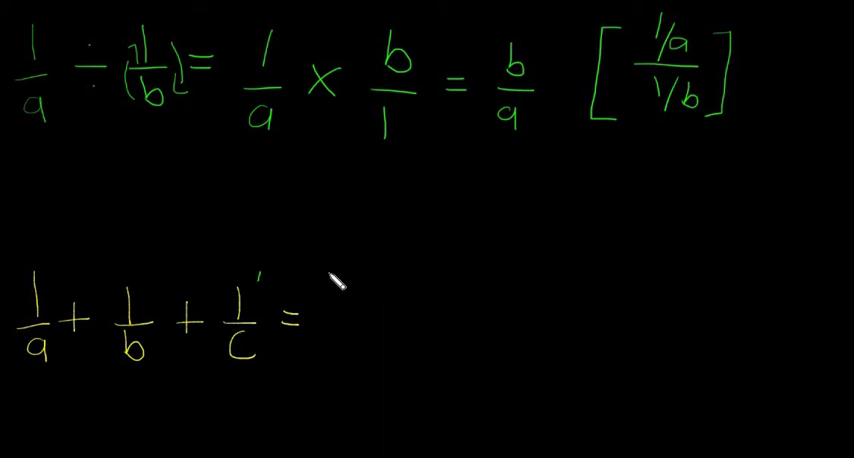 1/a ÷ (1/b) = 1/a × b/1 = b/a [ (1/a)/(1/b) ]
1/a + 1/b + 1/c =